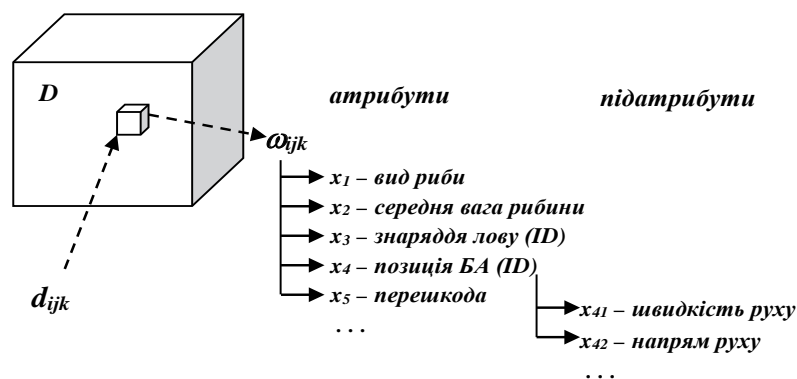 D
атрибути підатрибути
ωijk
x1 – вид риби
x2 – середня вага рибини
x3 – знаряддя лову (ID)
x4 – позиція БА (ID)
dijk x5 – перешкода
x41 – швидкість руху
. . .
x42 – напрям руху
. . .